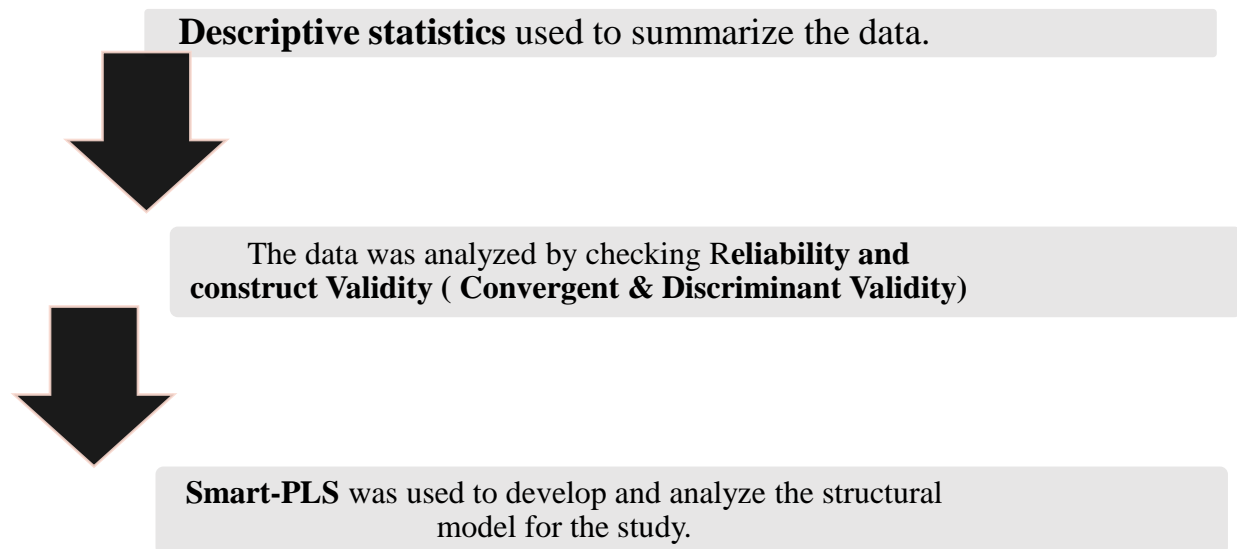 Descriptive statistics used to summarize the data.
The data was analyzed by checking Reliability and
construct Validity ( Convergent & Discriminant Validity)
Smart-PLS was used to develop and analyze the structural
model for the study.